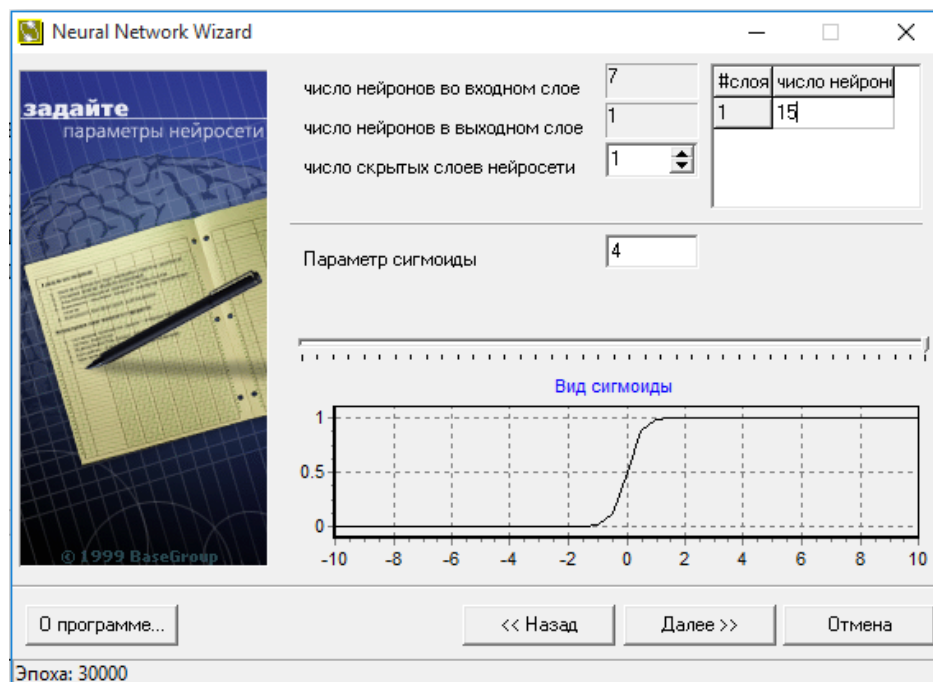 Neural Network Wizard
задайте
параметры нейросети
© 1999 BaseGroup
число нейронов во входном слое
7
число нейронов в выходном слое
1
число скрытых слоев нейросети
1
#слоя число нейроно
1 15
Параметр сигмоиды
4
Вид сигмоиды
1
0.5
0
-10 -8 -6 -4 -2 0 2 4 6 8 10
О программе...
<< Назад
Далее >>
Отмена
Эпоха: 30000